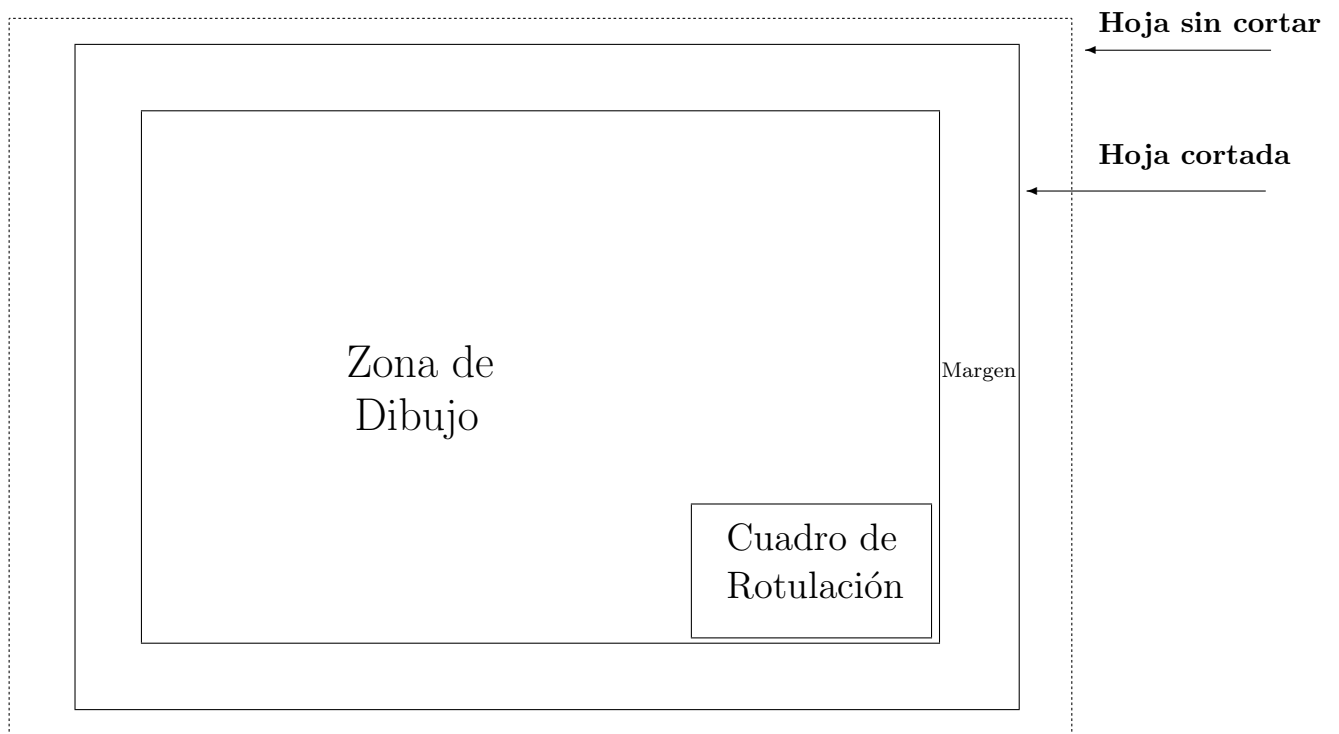 Hoja sin cortar
Hoja cortada
Zona de
Dibujo
Margen
Cuadro de
Rotulación